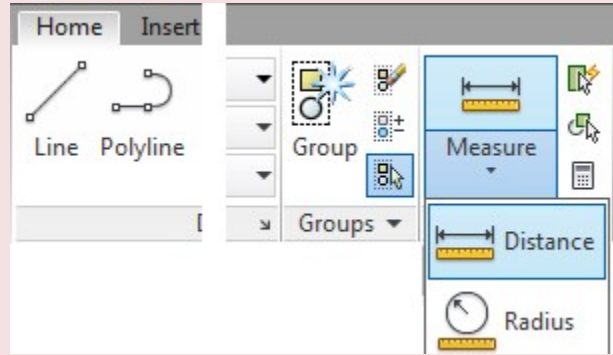 Home Insert
Line Polyline Group Measure
Groups
Distance
Radius